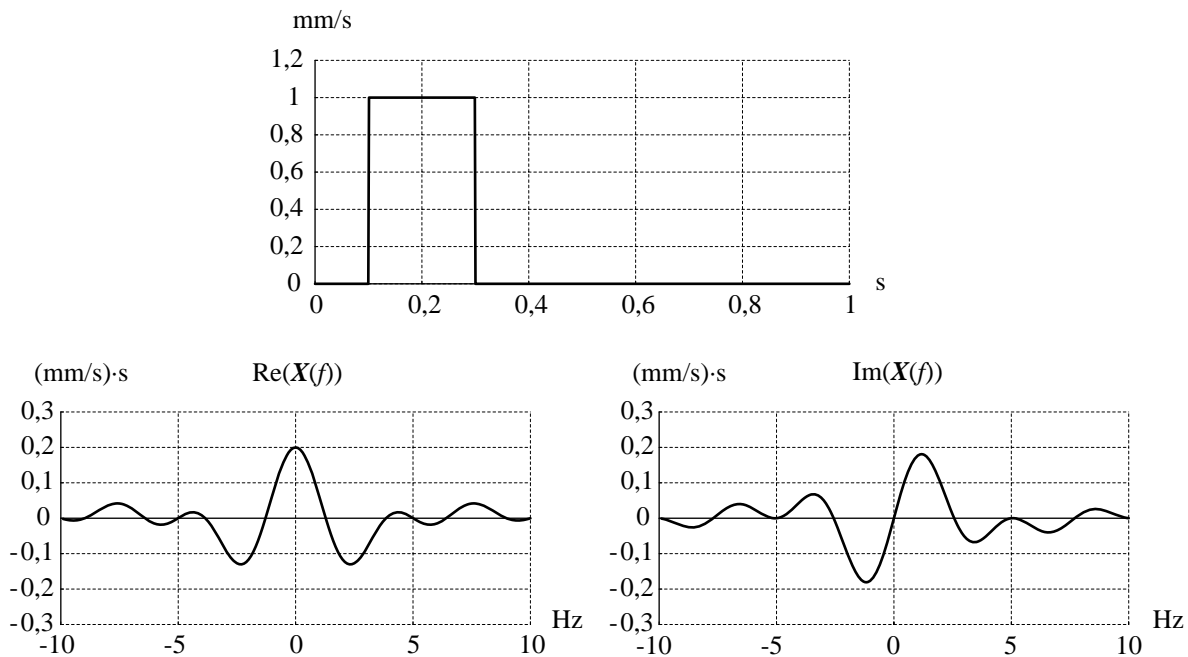 mm/s
1,2
1
0,8
0,6
0,4
0,2
0
0 0,2 0,4 0,6 0,8 1 s
(mm/s)·s Re(X(f)) (mm/s)·s Im(X(f))
0,3 0,3
0,2 0,2
0,1 0,1
0 0
-0,1 -0,1
-0,2 -0,2
-0,3 Hz -0,3 Hz
-10 -5 0 5 10 -10 -5 0 5 10